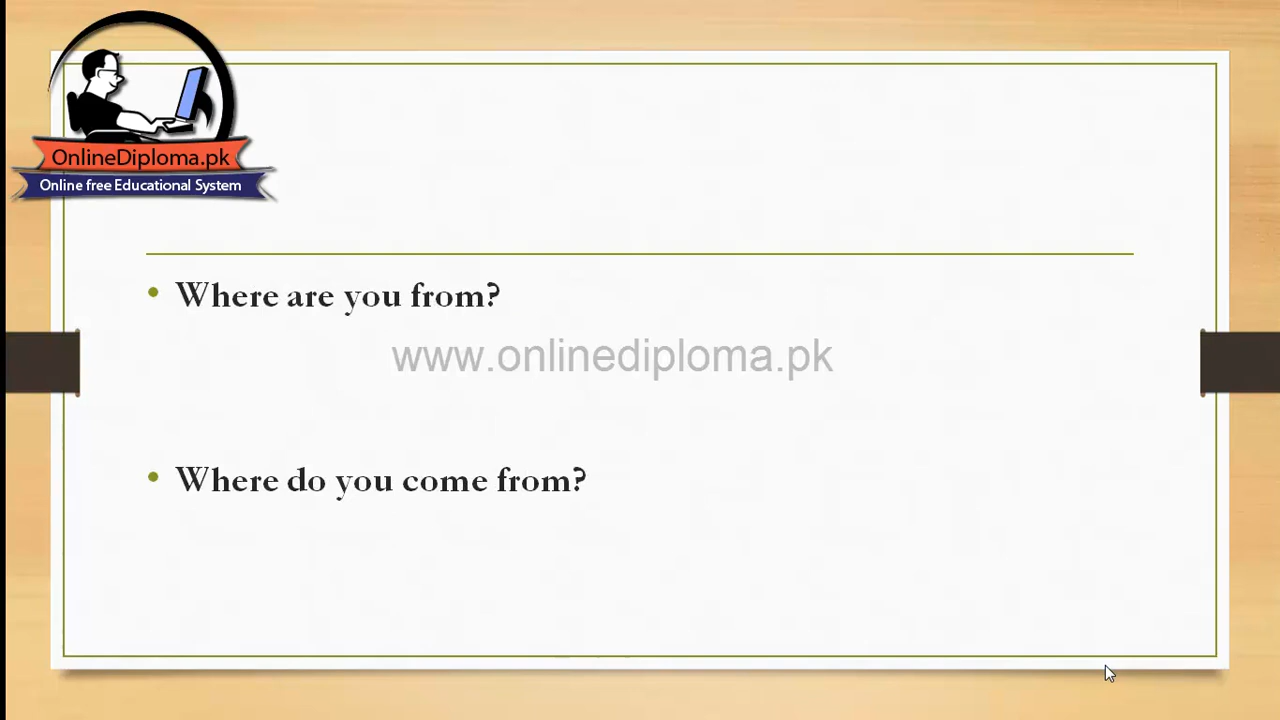 OnlineDiploma.pk
Online free Educational System
• Where are you from?
www.onlinediploma.pk
• Where do you come from?